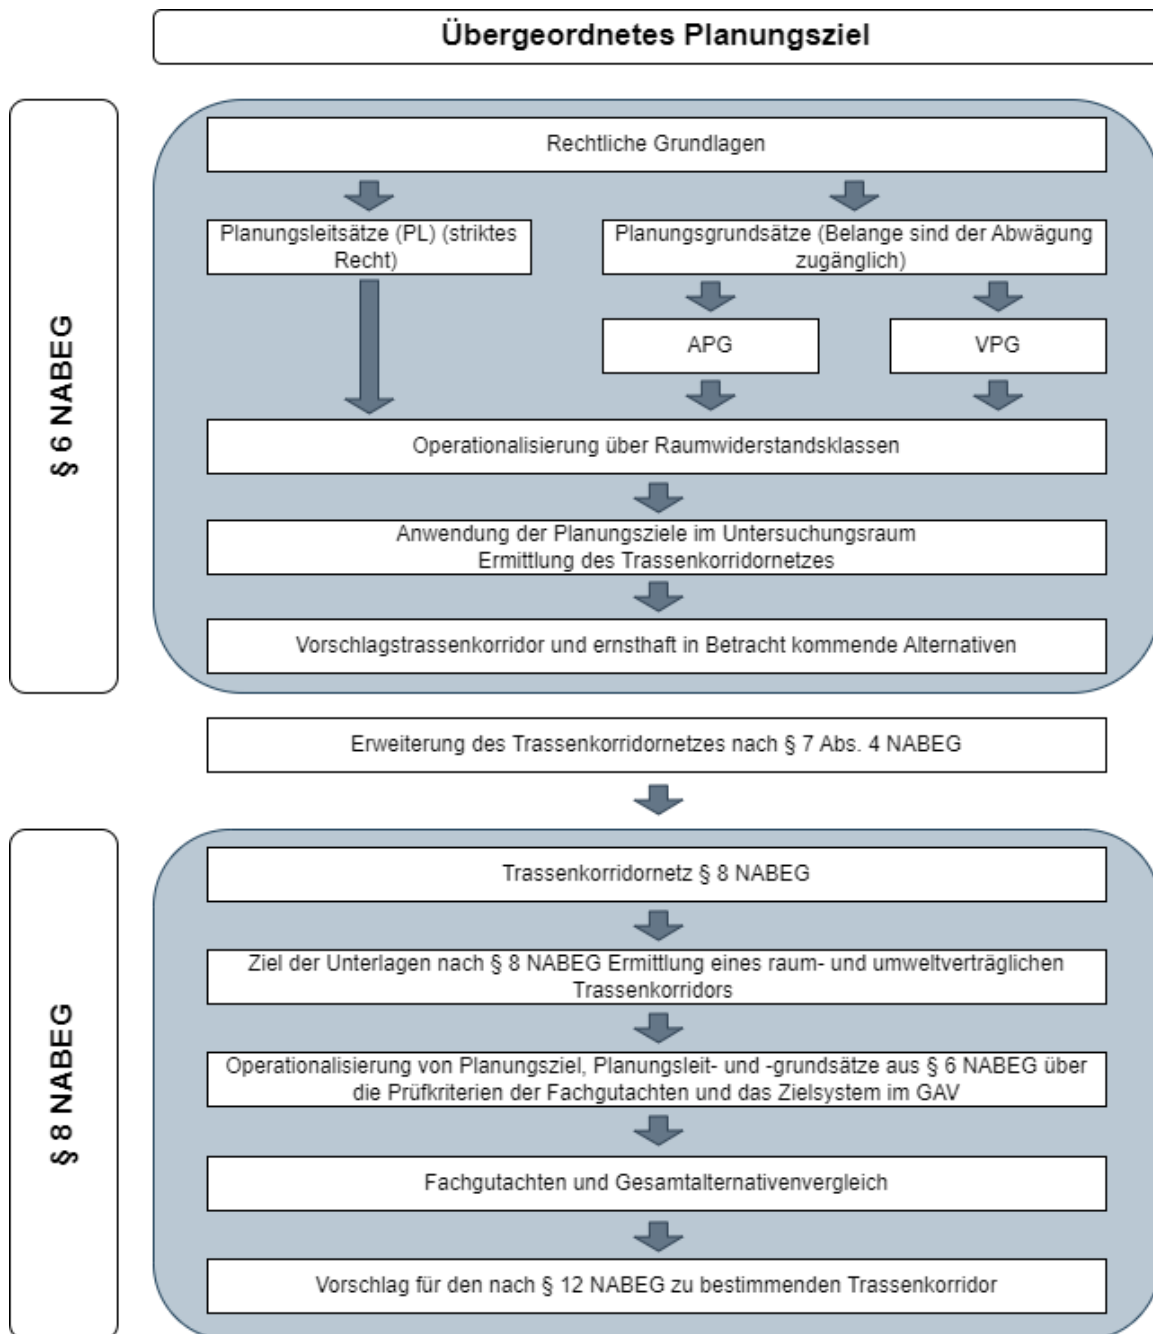 Übergeordnetes Planungsziel
§ 6 NABEG
Rechtliche Grundlagen
Planungsleitsätze (PL) (striktes
Recht)
Planungsgrundsätze (Belange sind der Abwägung
zugänglich)
APG
VPG
Operationalisierung über Raumwiderstandsklassen
Anwendung der Planungsziele im Untersuchungsraum
Ermittlung des Trassenkorridornetzes
Vorschlagstrassenkorridor und ernsthaft in Betracht kommende Alternativen
Erweiterung des Trassenkorridornetzes nach § 7 Abs. 4 NABEG
§ 8 NABEG
Trassenkorridornetz § 8 NABEG
Ziel der Unterlagen nach § 8 NABEG Ermittlung eines raum- und umweltverträglichen
Trassenkorridors
Operationalisierung von Planungsziel, Planungsleit- und -grundsätze aus § 6 NABEG über
die Prüfkriterien der Fachgutachten und das Zielsystem im GAV
Fachgutachten und Gesamtalternativenvergleich
Vorschlag für den nach § 12 NABEG zu bestimmenden Trassenkorridor